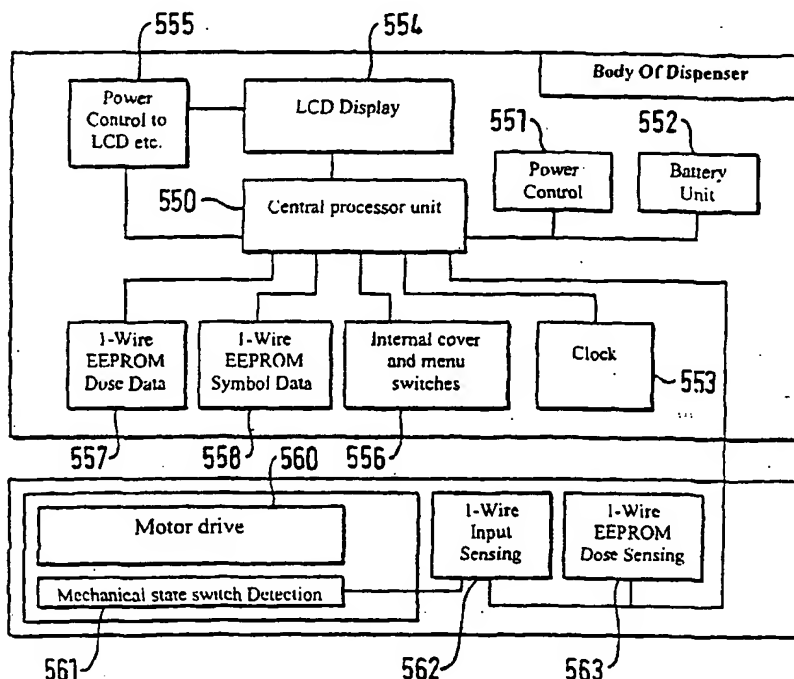 555
554
Body Of Dispenser
Power
Control to
LCD etc.
LCD Display
551
552
Power
Control
Battery
Unit
550
Central processor unit
1-Wire
EEPROM
Dose Data
1-Wire
EEPROM
Symbol Data
Internal cover
and menu
switches
Clock
553
557
558
560
556
Motor drive
1-Wire
Input
Sensing
1-Wire
EEPROM
Dose Sensing
Mechanical state switch Detection
561
562
563